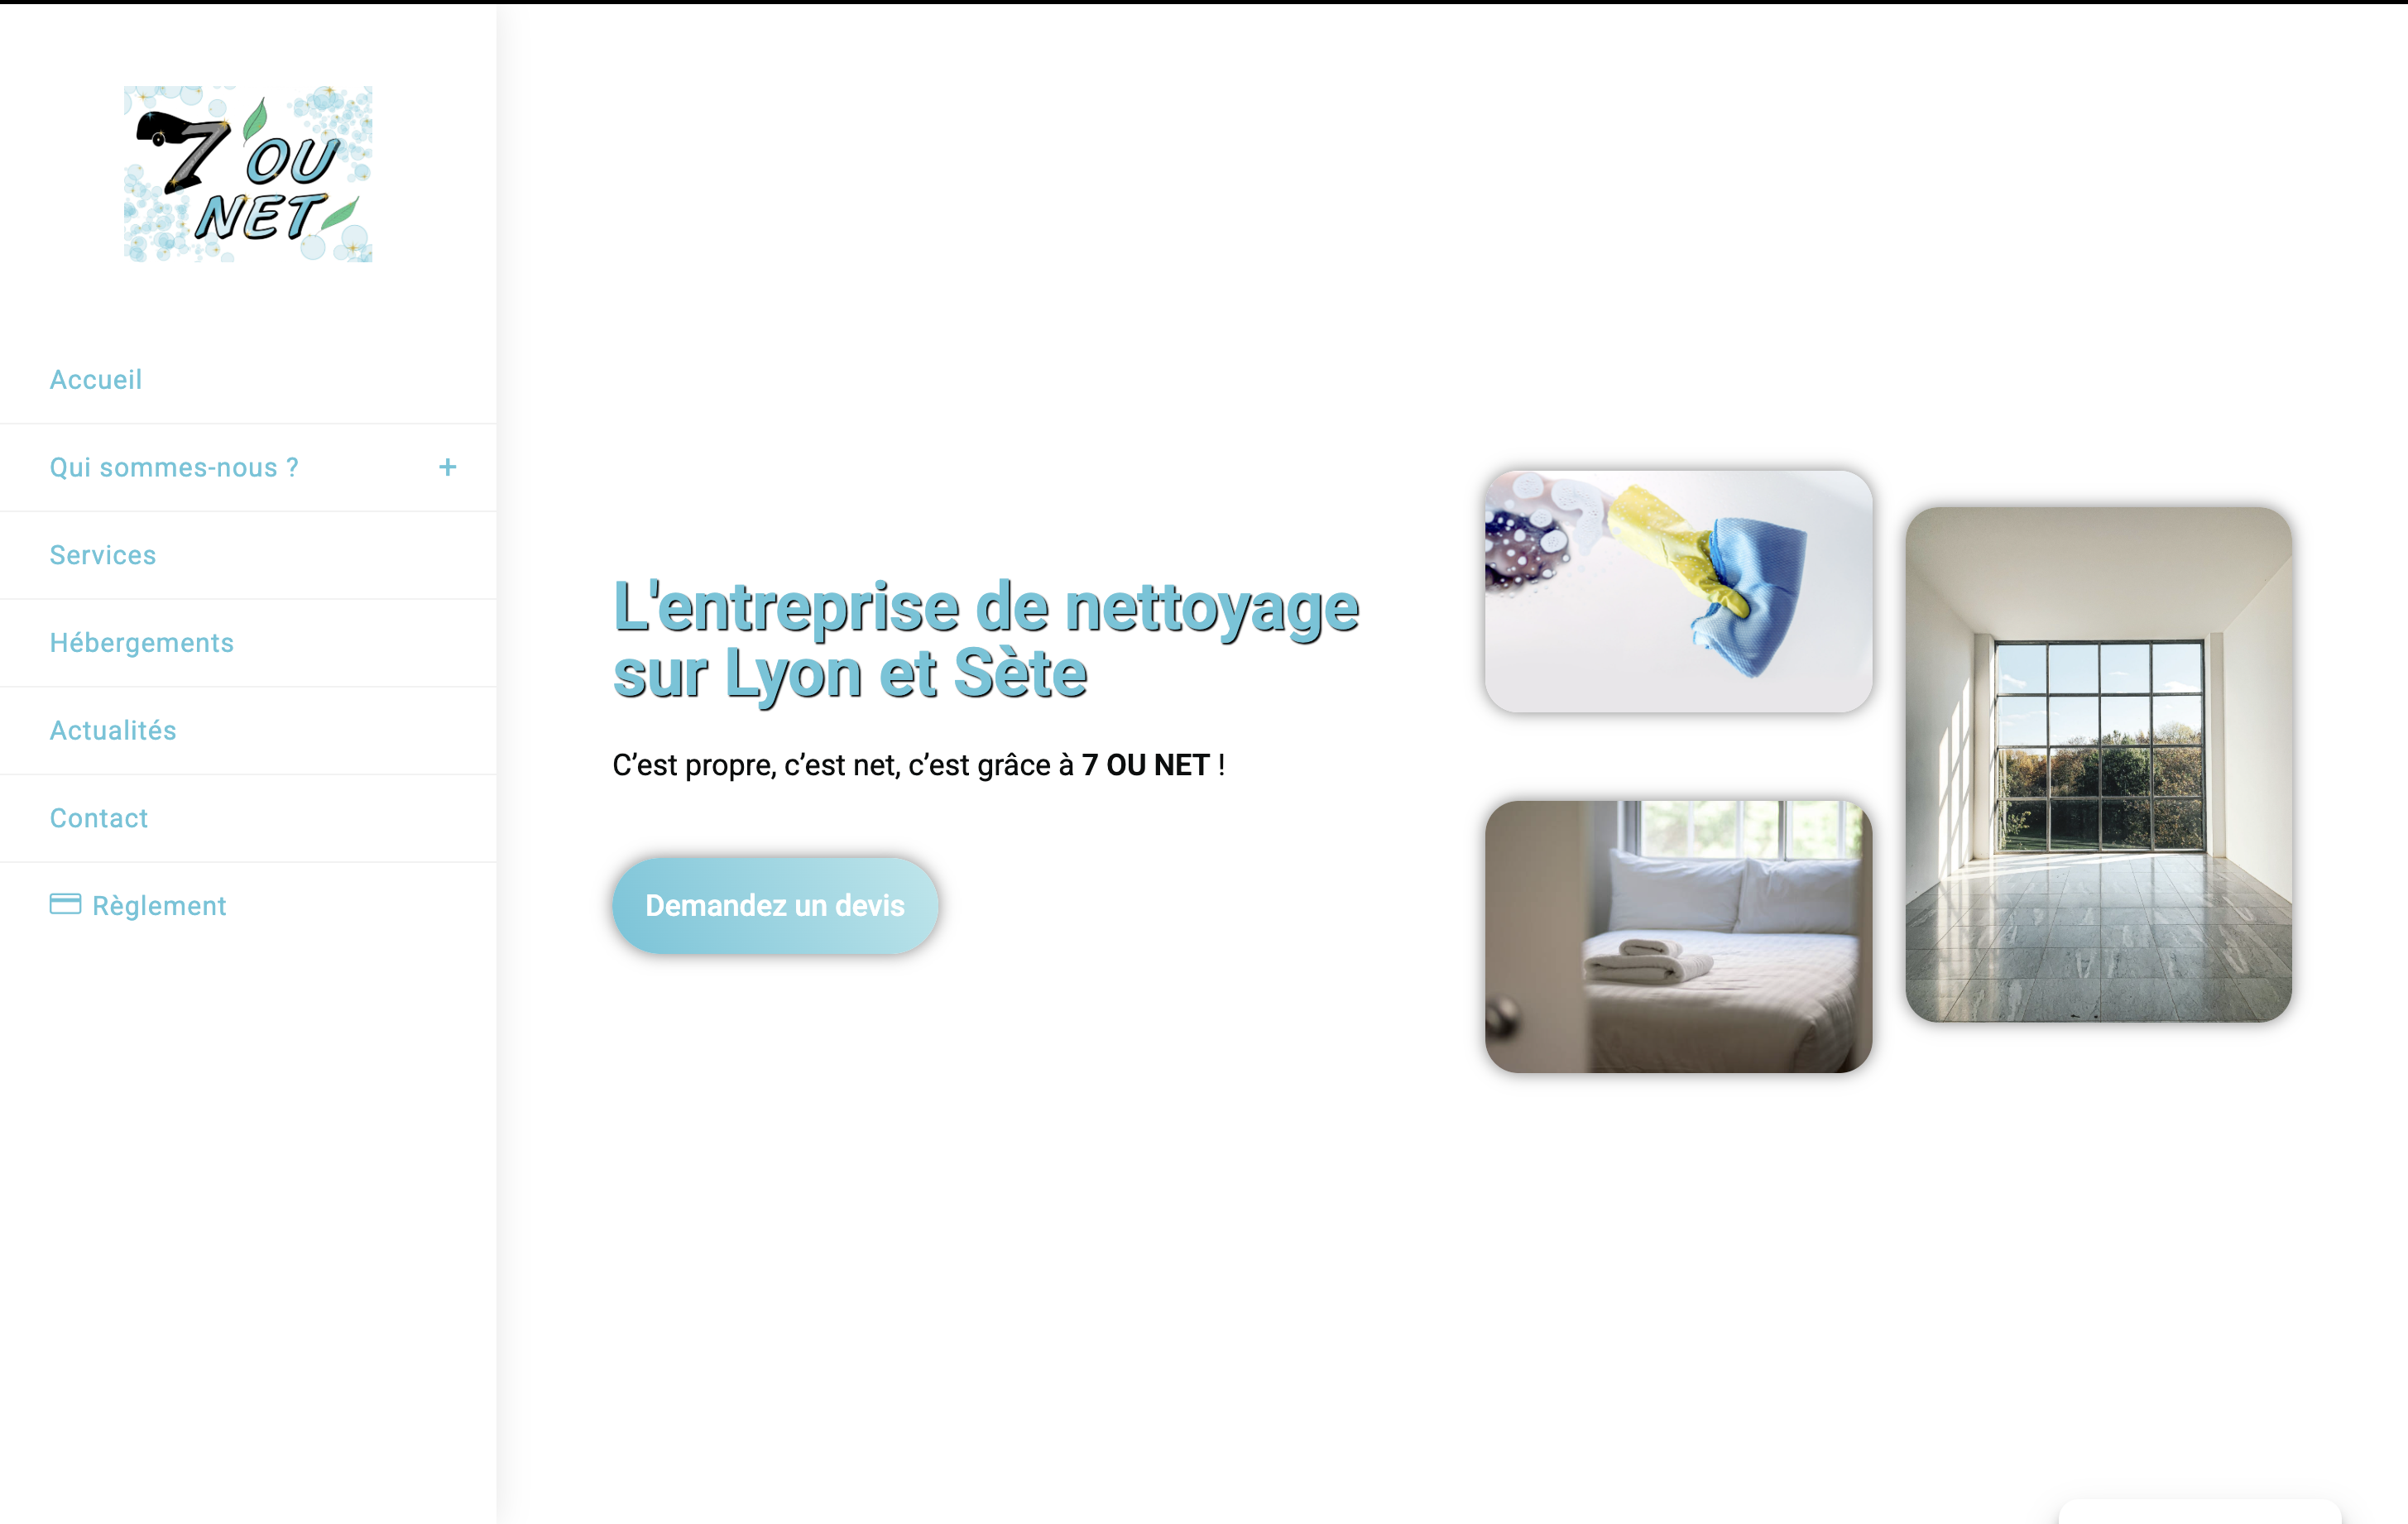 7 OU
NET
Accueil
Qui sommes-nous ? +
Services
Hébergements
Actualités
Contact
Règlement
L'entreprise de nettoyage
sur Lyon et Sète
C’est propre, c’est net, c’est grâce à 7 OU NET !
Demandez un devis